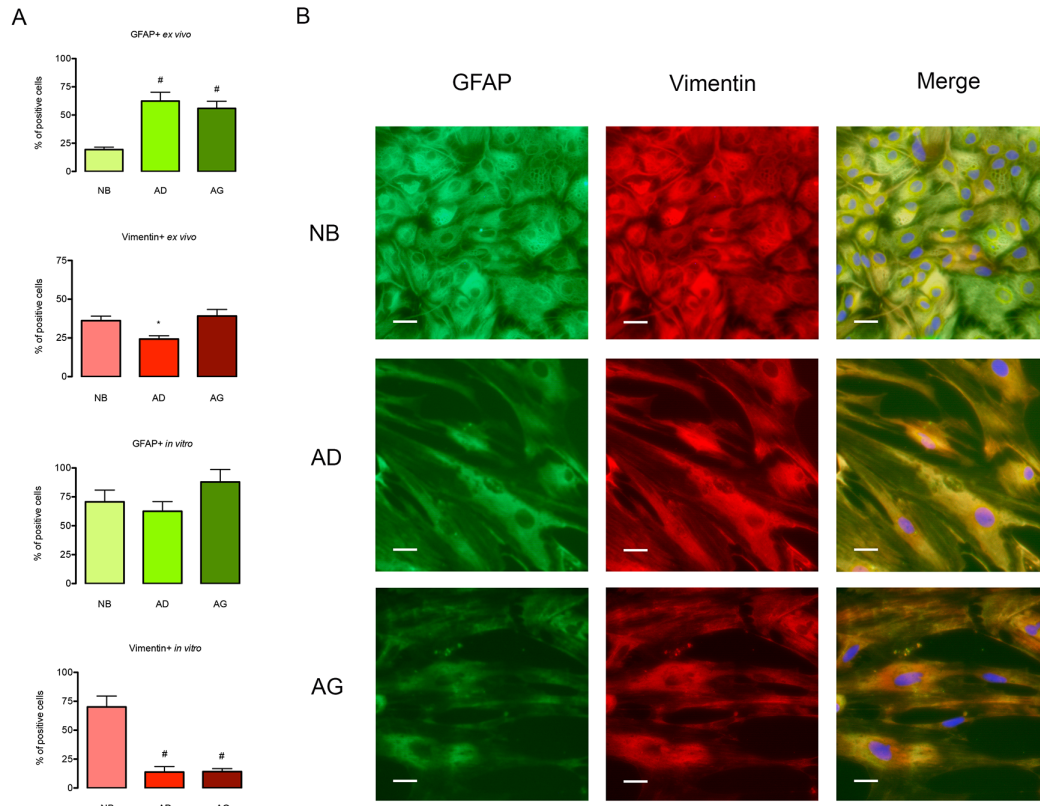 A
B
GFAP+ ex vivo
100
75
50
25
0
% of positive cells
# #
NB AD AG
Vimentin+ ex vivo
75
50
25
0
% of positive cells
*
NB AD AG
GFAP+ in vitro
100
75
50
25
0
% of positive cells
NB AD AG
Vimentin+ in vitro
100
75
50
25
0
% of positive cells
# #
NB AD AG
GFAP Vimentin Merge
NB
AD
AG